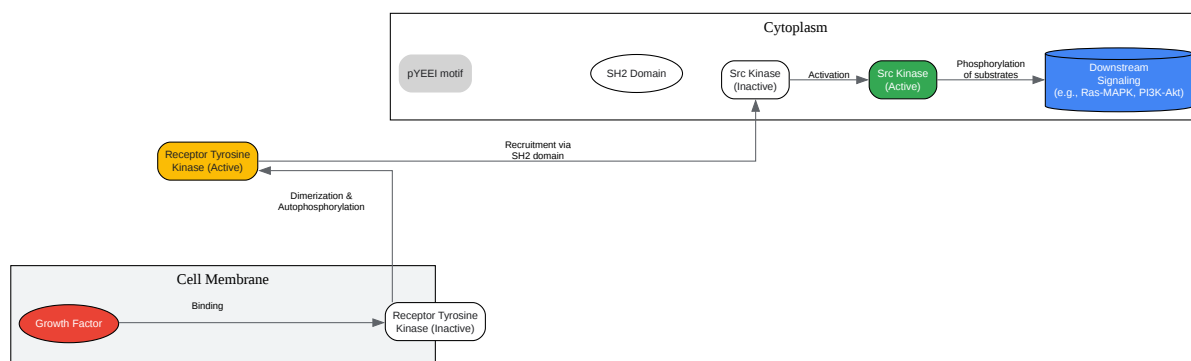 Cytoplasm
pYEEI motif
SH2 Domain
Src Kinase
(Inactive)
Activation
Src Kinase
(Active)
Phosphorylation
of substrates
Downstream
Signaling
(e.g., Ras-MAPK, PI3K-Akt)
Receptor Tyrosine
Kinase (Active)
Recruitment via
SH2 domain
Dimerization &
Autophosphorylation
Cell Membrane
Growth Factor
Binding
Receptor Tyrosine
Kinase (Inactive)